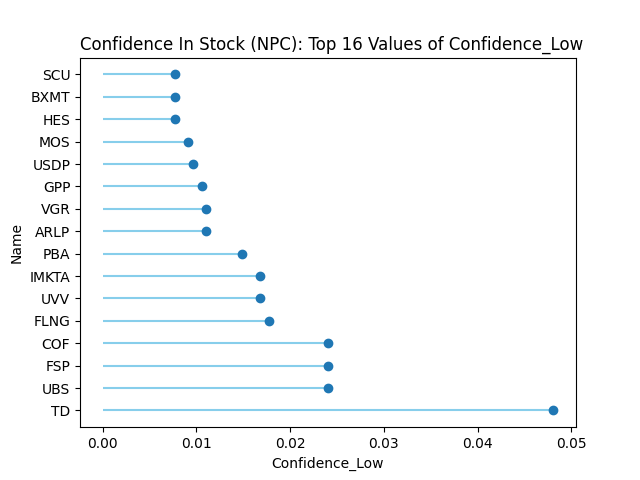 Confidence In Stock (NPC): Top 16 Values of Confidence_Low
SCU
BXMT
HES
MOS
USDP
GPP
VGR
ARLP
PBA
IMKTA
UVV
FLNG
COF
FSP
UBS
TD
Name
0.00 0.01 0.02 0.03 0.04 0.05
Confidence_Low